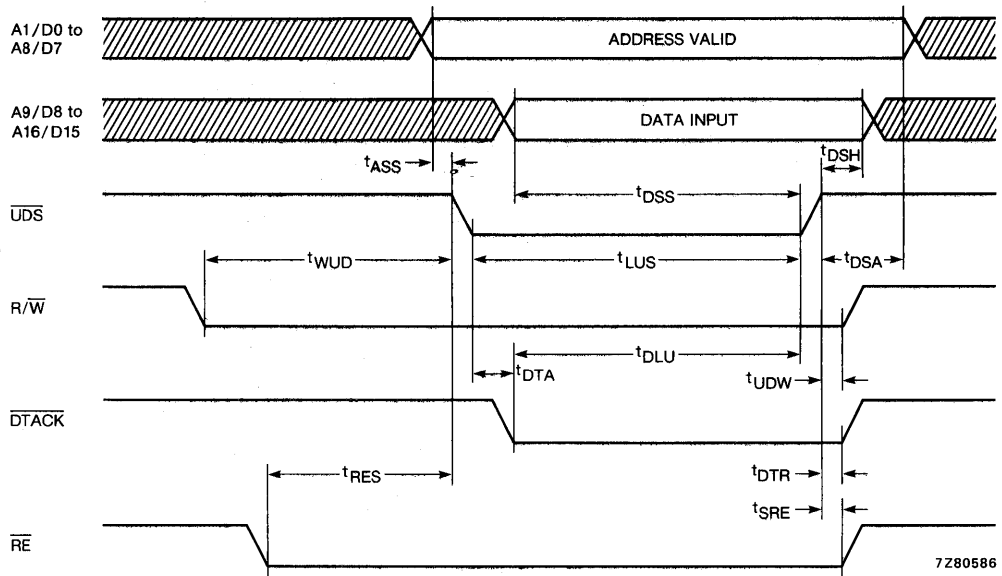 A1/D0 to
A8/D7
ADDRESS VALID
A9/D8 to
A16/D15
DATA INPUT
tASS
tDSH
tDSS
UDS
tWUD
tLUS
tDSA
R/W
tDLU
tDTA
tUDW
DTACK
tRES
tDTR
tSRE
RE
7Z80586